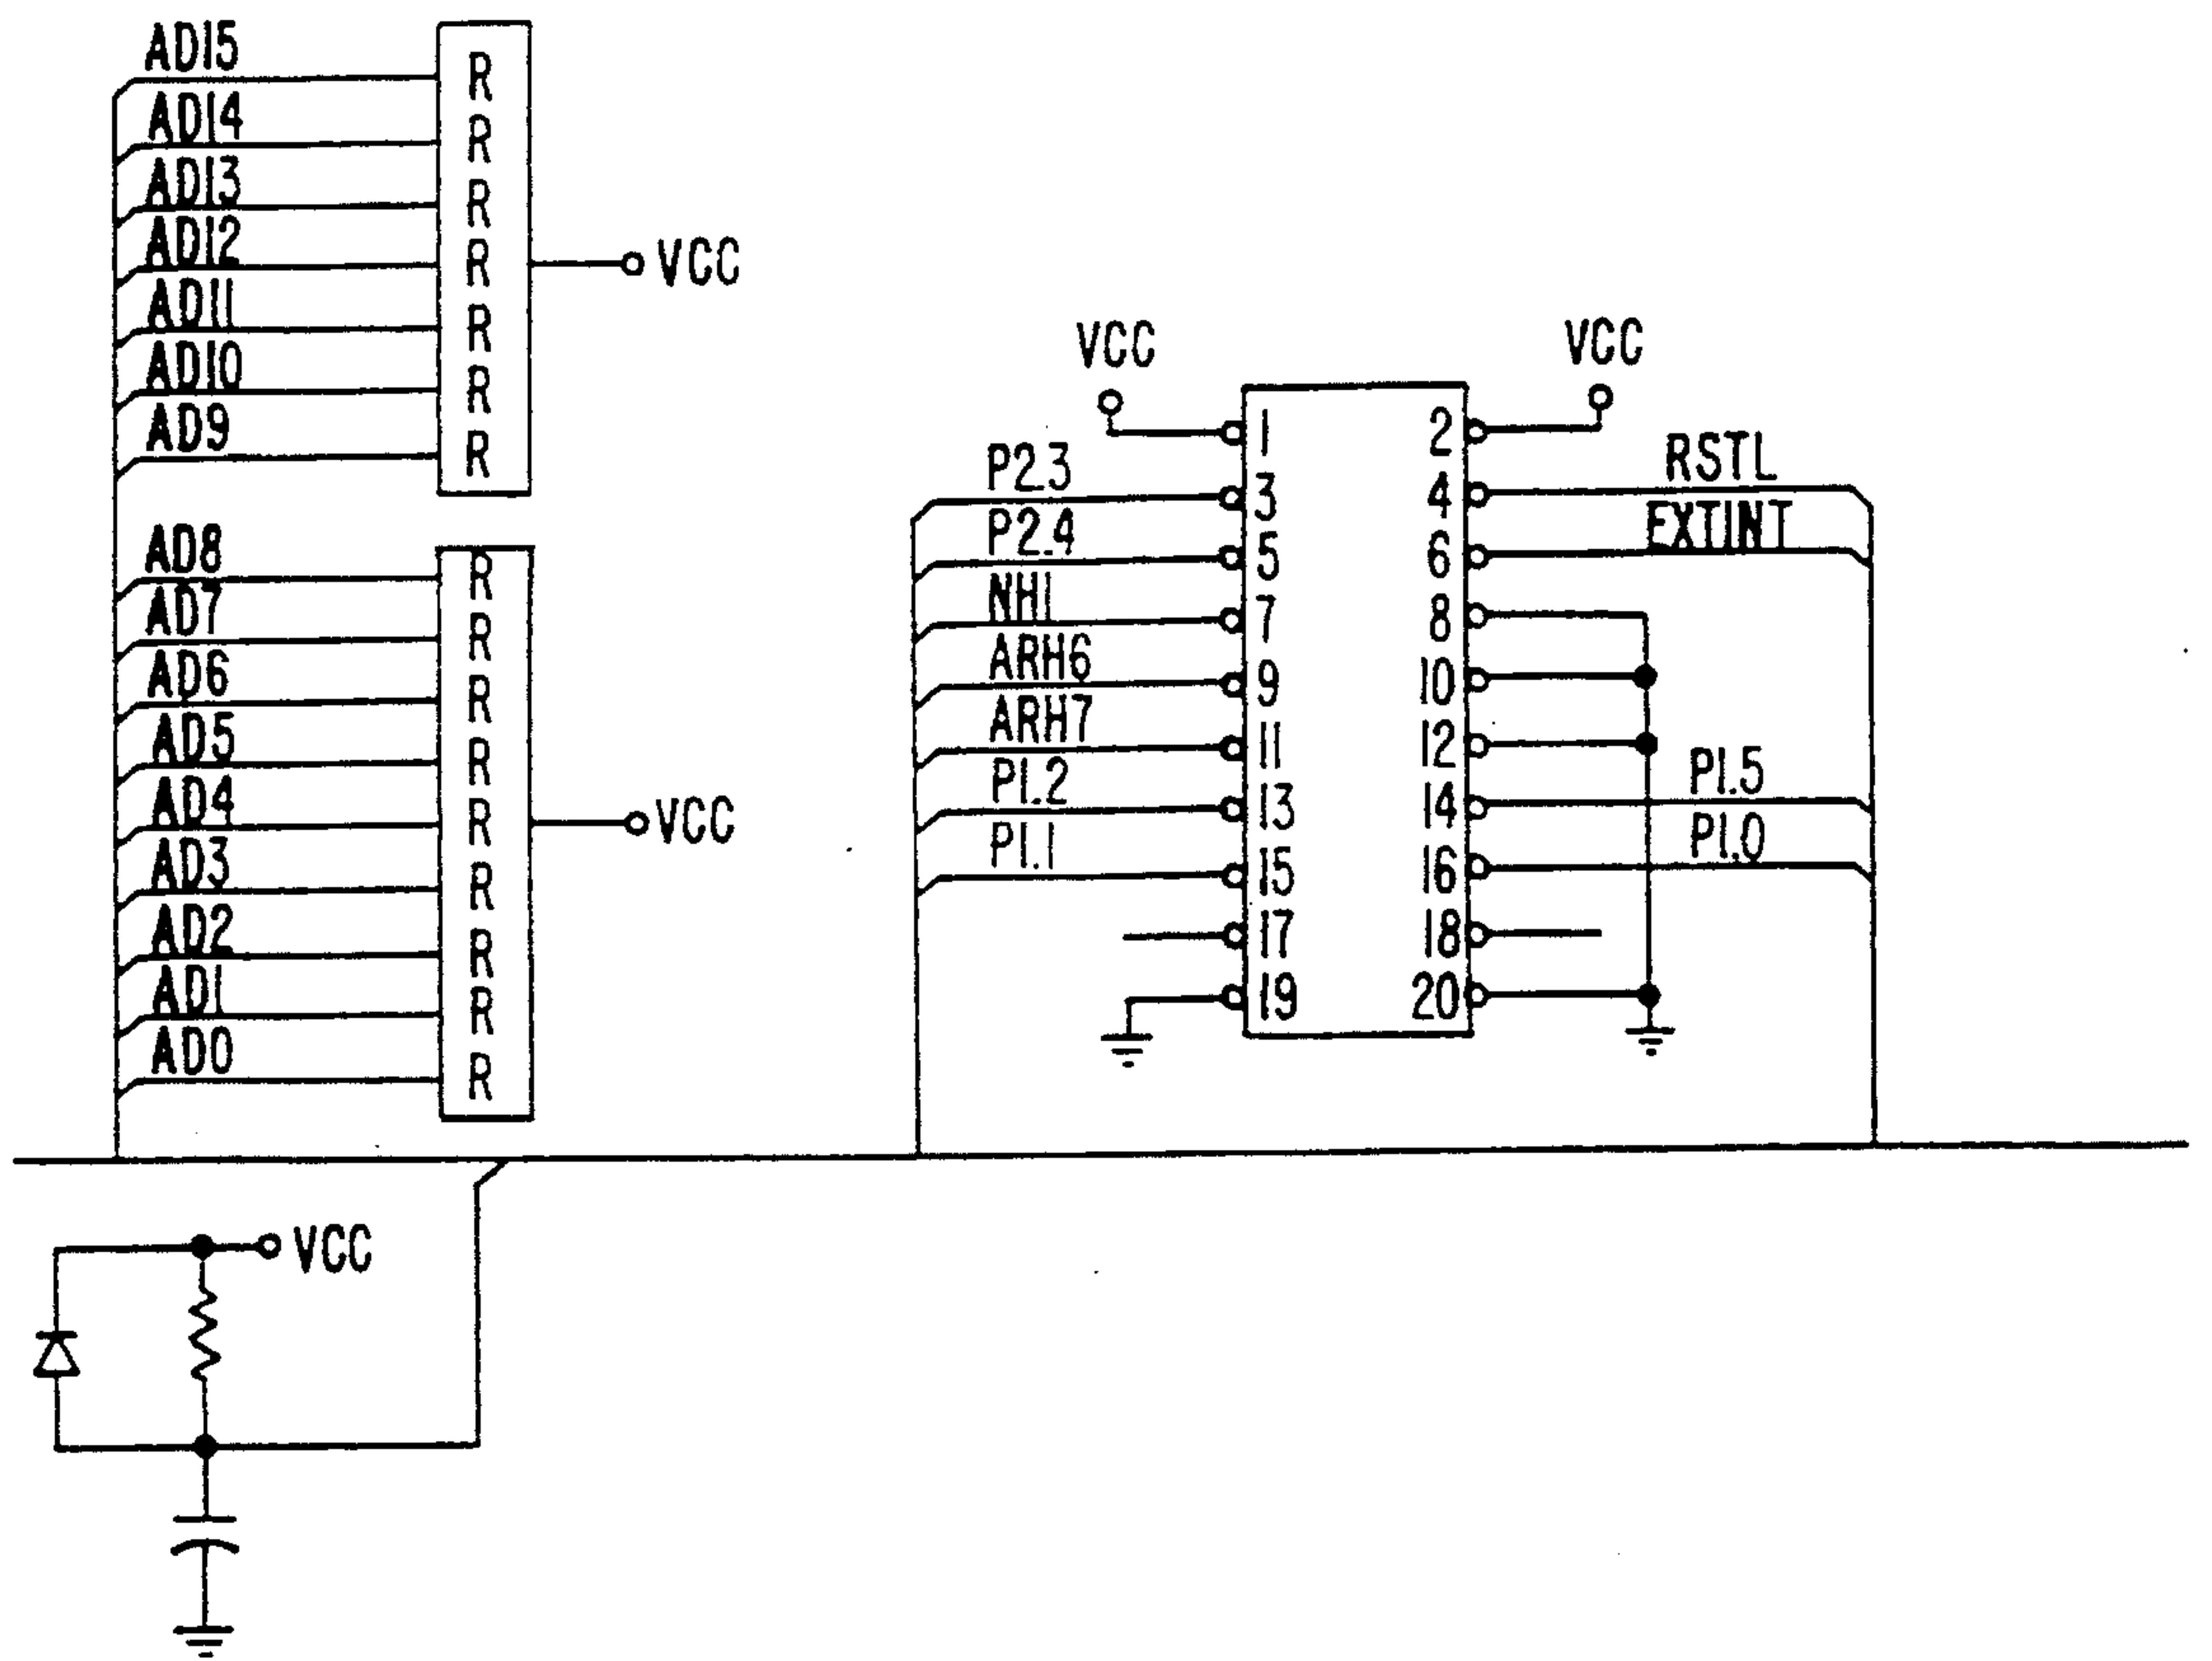 AD15
R
AD14
R
AD13
R
AD12
R
VCC
AD11
R
AD10
R
AD9
R
AD8
R
AD7
R
AD6
R
AD5
R
AD4
R
VCC
AD3
R
AD2
R
AD1
R
AD0
R
VCC
VCC
1
2
P2.3
3
4
RSTL
P2.4
5
6
EXTINT
NH1
7
8
ARH6
9
10
ARH7
11
12
P1.2
13
14
P1.5
P1.1
15
16
P1.0
17
18
19
20
VCC